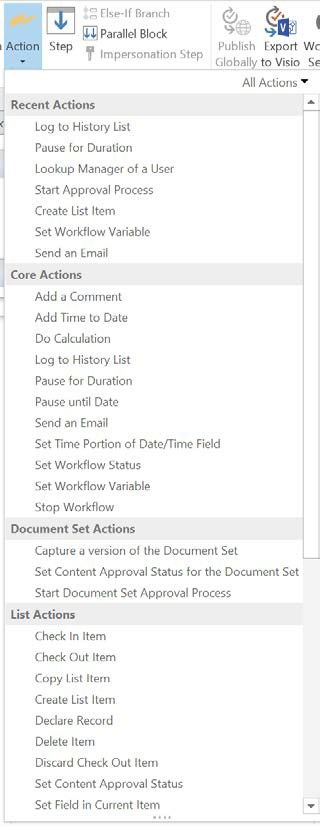 Else-If Branch
Action
Step
Parallel Block
Impersonation Step
Publish
Globally
Export
to Visio
All Actions
Recent Actions
Log to History List
Pause for Duration
Lookup Manager of a User
Start Approval Process
Create List Item
Set Workflow Variable
Send an Email
Core Actions
Add a Comment
Add Time to Date
Do Calculation
Log to History List
Pause for Duration
Pause until Date
Send an Email
Set Time Portion of Date/Time Field
Set Workflow Status
Set Workflow Variable
Stop Workflow
Document Set Actions
Capture a version of the Document Set
Set Content Approval Status for the Document Set
Start Document Set Approval Process
List Actions
Check In Item
Check Out Item
Copy List Item
Create List Item
Declare Record
Delete Item
Discard Check Out Item
Set Content Approval Status
Set Field in Current Item